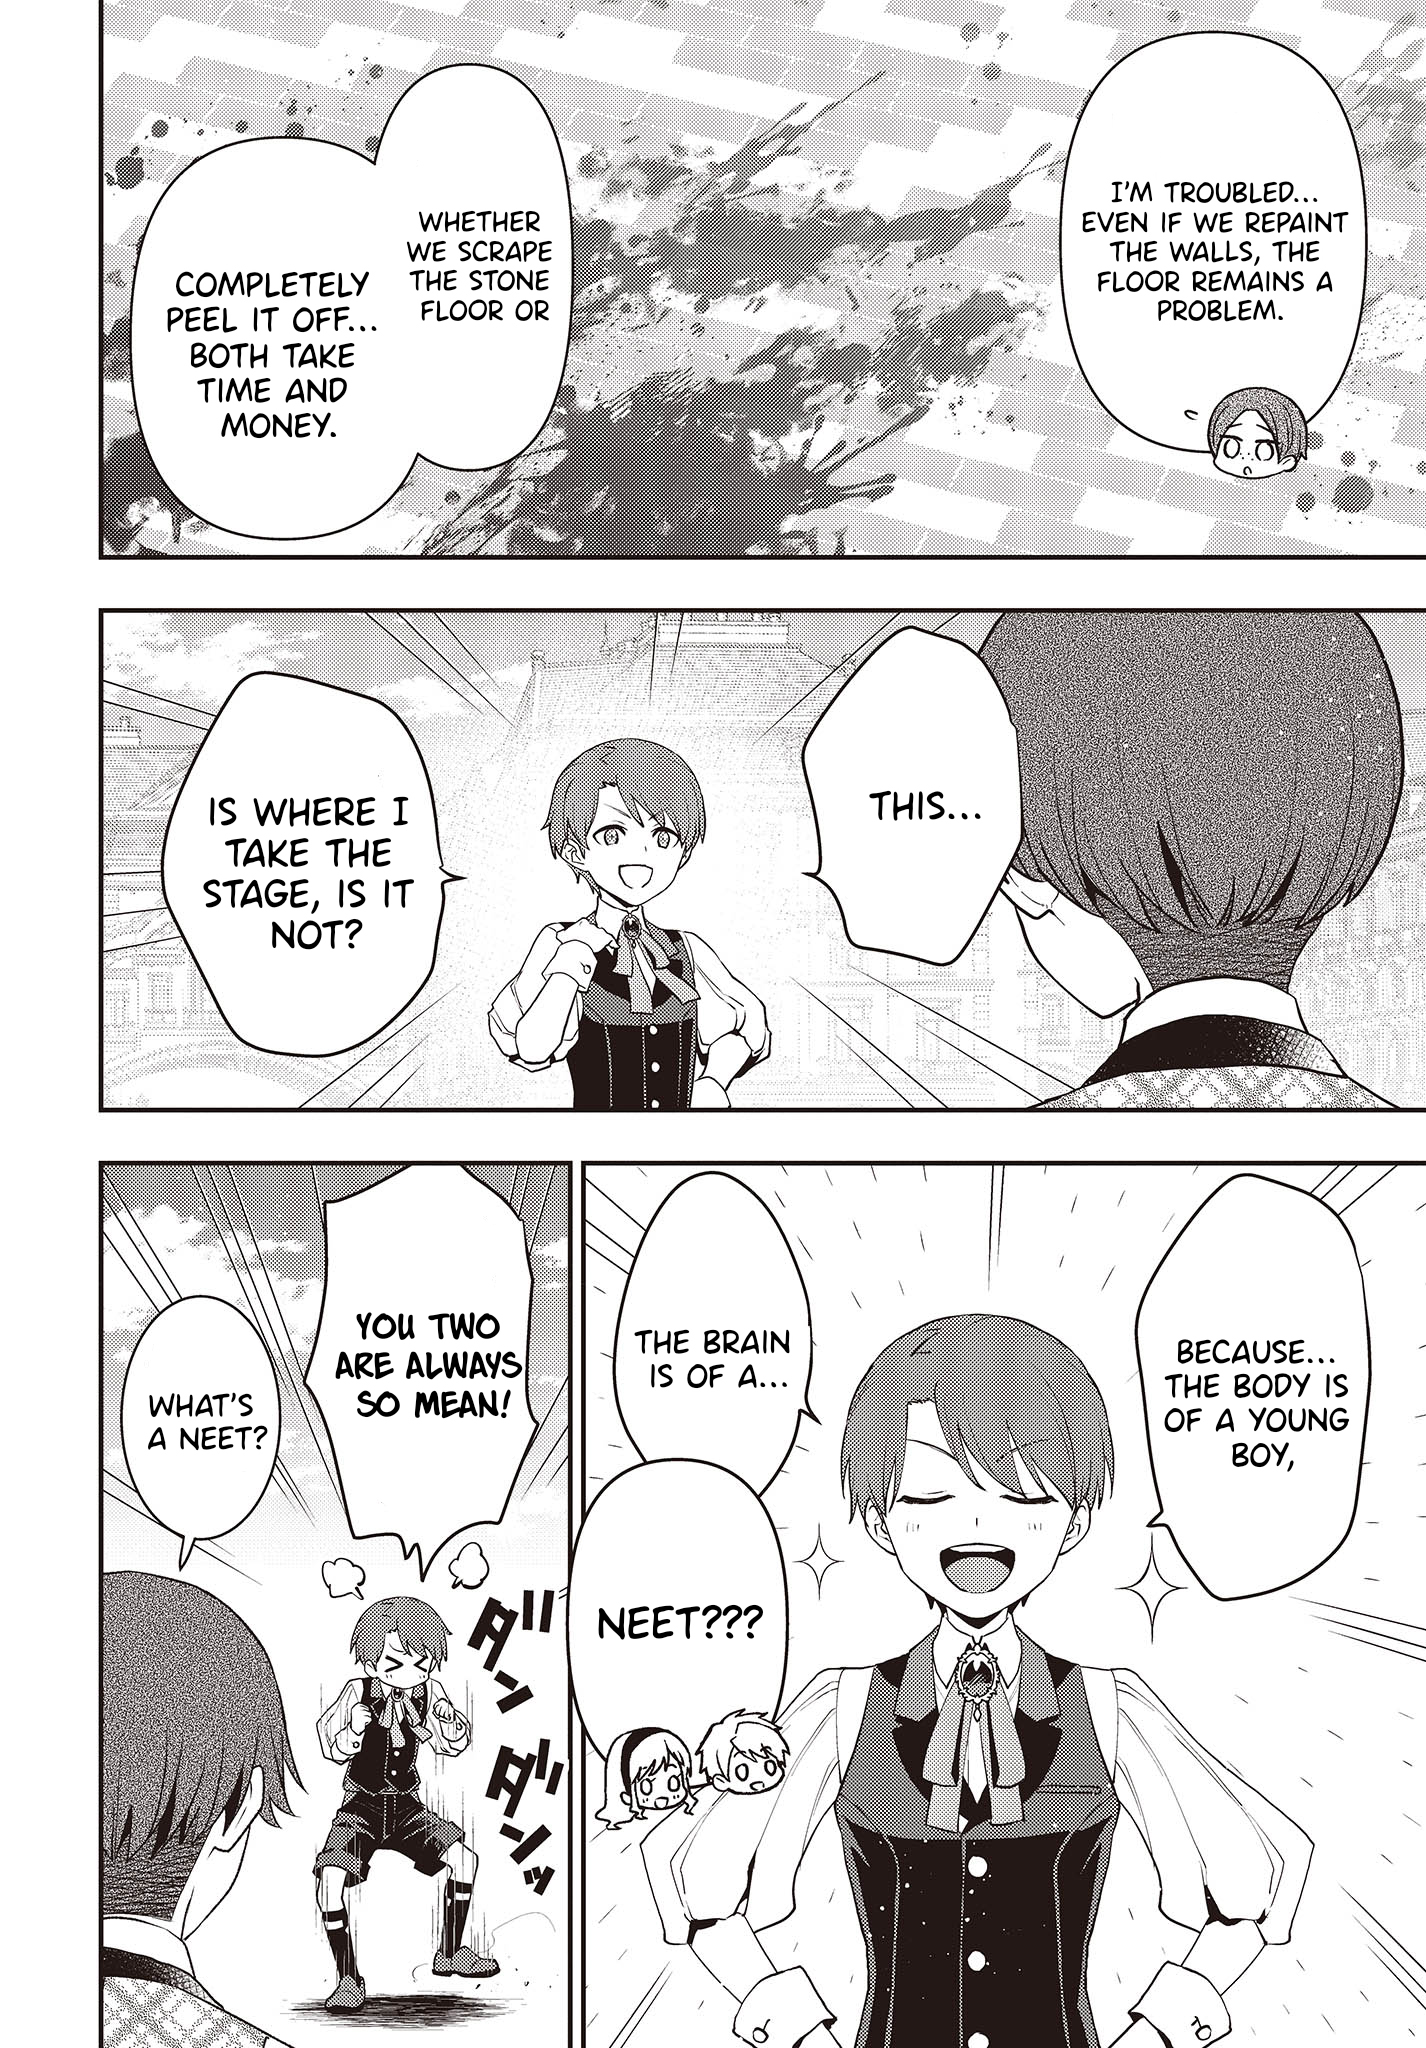 I'M TROUBLED...
EVEN IF WE REPAINT
THE WALLS, THE
FLOOR REMAINS A
PROBLEM.
WHETHER
WE SCRAPE
THE STONE
FLOOR OR
COMPLETELY
PEEL IT OFF...
BOTH TAKE
TIME AND
MONEY.
THIS...
IS WHERE I
TAKE THE
STAGE, IS IT
NOT?
BECAUSE...
THE BODY IS
OF A YOUNG
BOY,
THE BRAIN
IS OF A...
NEET???
YOU TWO
ARE ALWAYS
SO MEAN!
ダンッ
ダンッ
WHAT'S
A NEET?